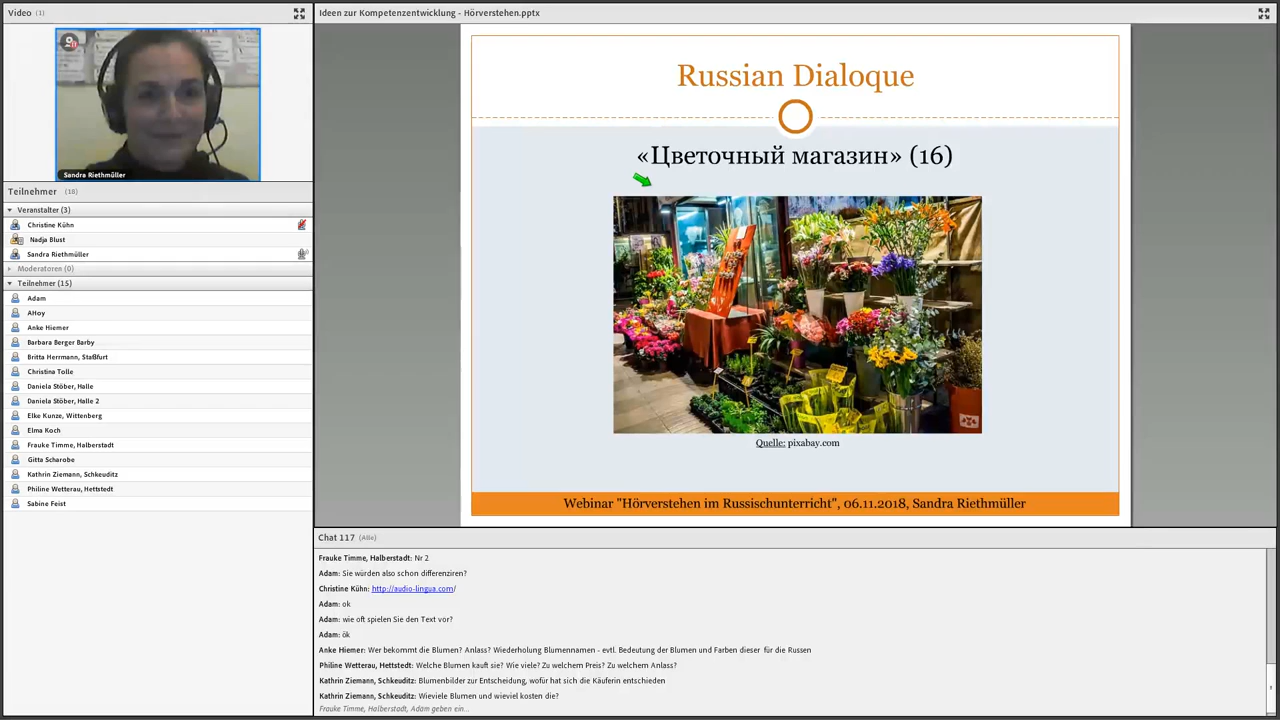 Video (1)
Sandra Riethmüller
Teilnehmer (18)
Veranstalter (3)
Christine Kühn
Nadja Blust
Sandra Riethmüller
Moderatoren (0)
Teilnehmer (15)
Adam
AHoy
Anke Hiemer
Barbara Berger Barby
Britta Herrmann, Staßfurt
Christina Tolle
Daniela Stöber, Halle
Daniela Stöber, Halle 2
Elke Kunze, Wittenberg
Elma Koch
Frauke Timme, Halberstadt
Gitta Scharobe
Kathrin Ziemann, Schkeuditz
Philine Wetterau, Hettstedt
Sabine Feist
Ideen zur Kompetenzentwicklung - Hörverstehen.pptx
Russian Dialoque
«Цветочный магазин» (16)
Quelle: pixabay.com
Webinar "Hörverstehen im Russischunterricht", 06.11.2018, Sandra Riethmüller
Chat 117 (Alle)
Frauke Timme, Halberstadt: Nr 2
Adam: Sie würden also schon differenziren?
Christine Kühn: http://audio-lingua.com/
Adam: ok
Adam: wie oft spielen Sie den Text vor?
Adam: ök
Anke Hiemer: Wer bekommt die Blumen? Anlass? Wiederholung Blumennamen - evtl. Bedeutung der Blumen und Farben dieser für die Russen
Philine Wetterau, Hettstedt: Welche Blumen kauft sie? Wie viele? Zu welchem Preis? Zu welchem Anlass?
Kathrin Ziemann, Schkeuditz: Blumenbilder zur Entscheidung, wofür hat sich die Käuferin entschieden
Kathrin Ziemann, Schkeuditz: Wieviele Blumen und wieviel kosten die?
Frauke Timme, Halberstadt, Adam geben ein...